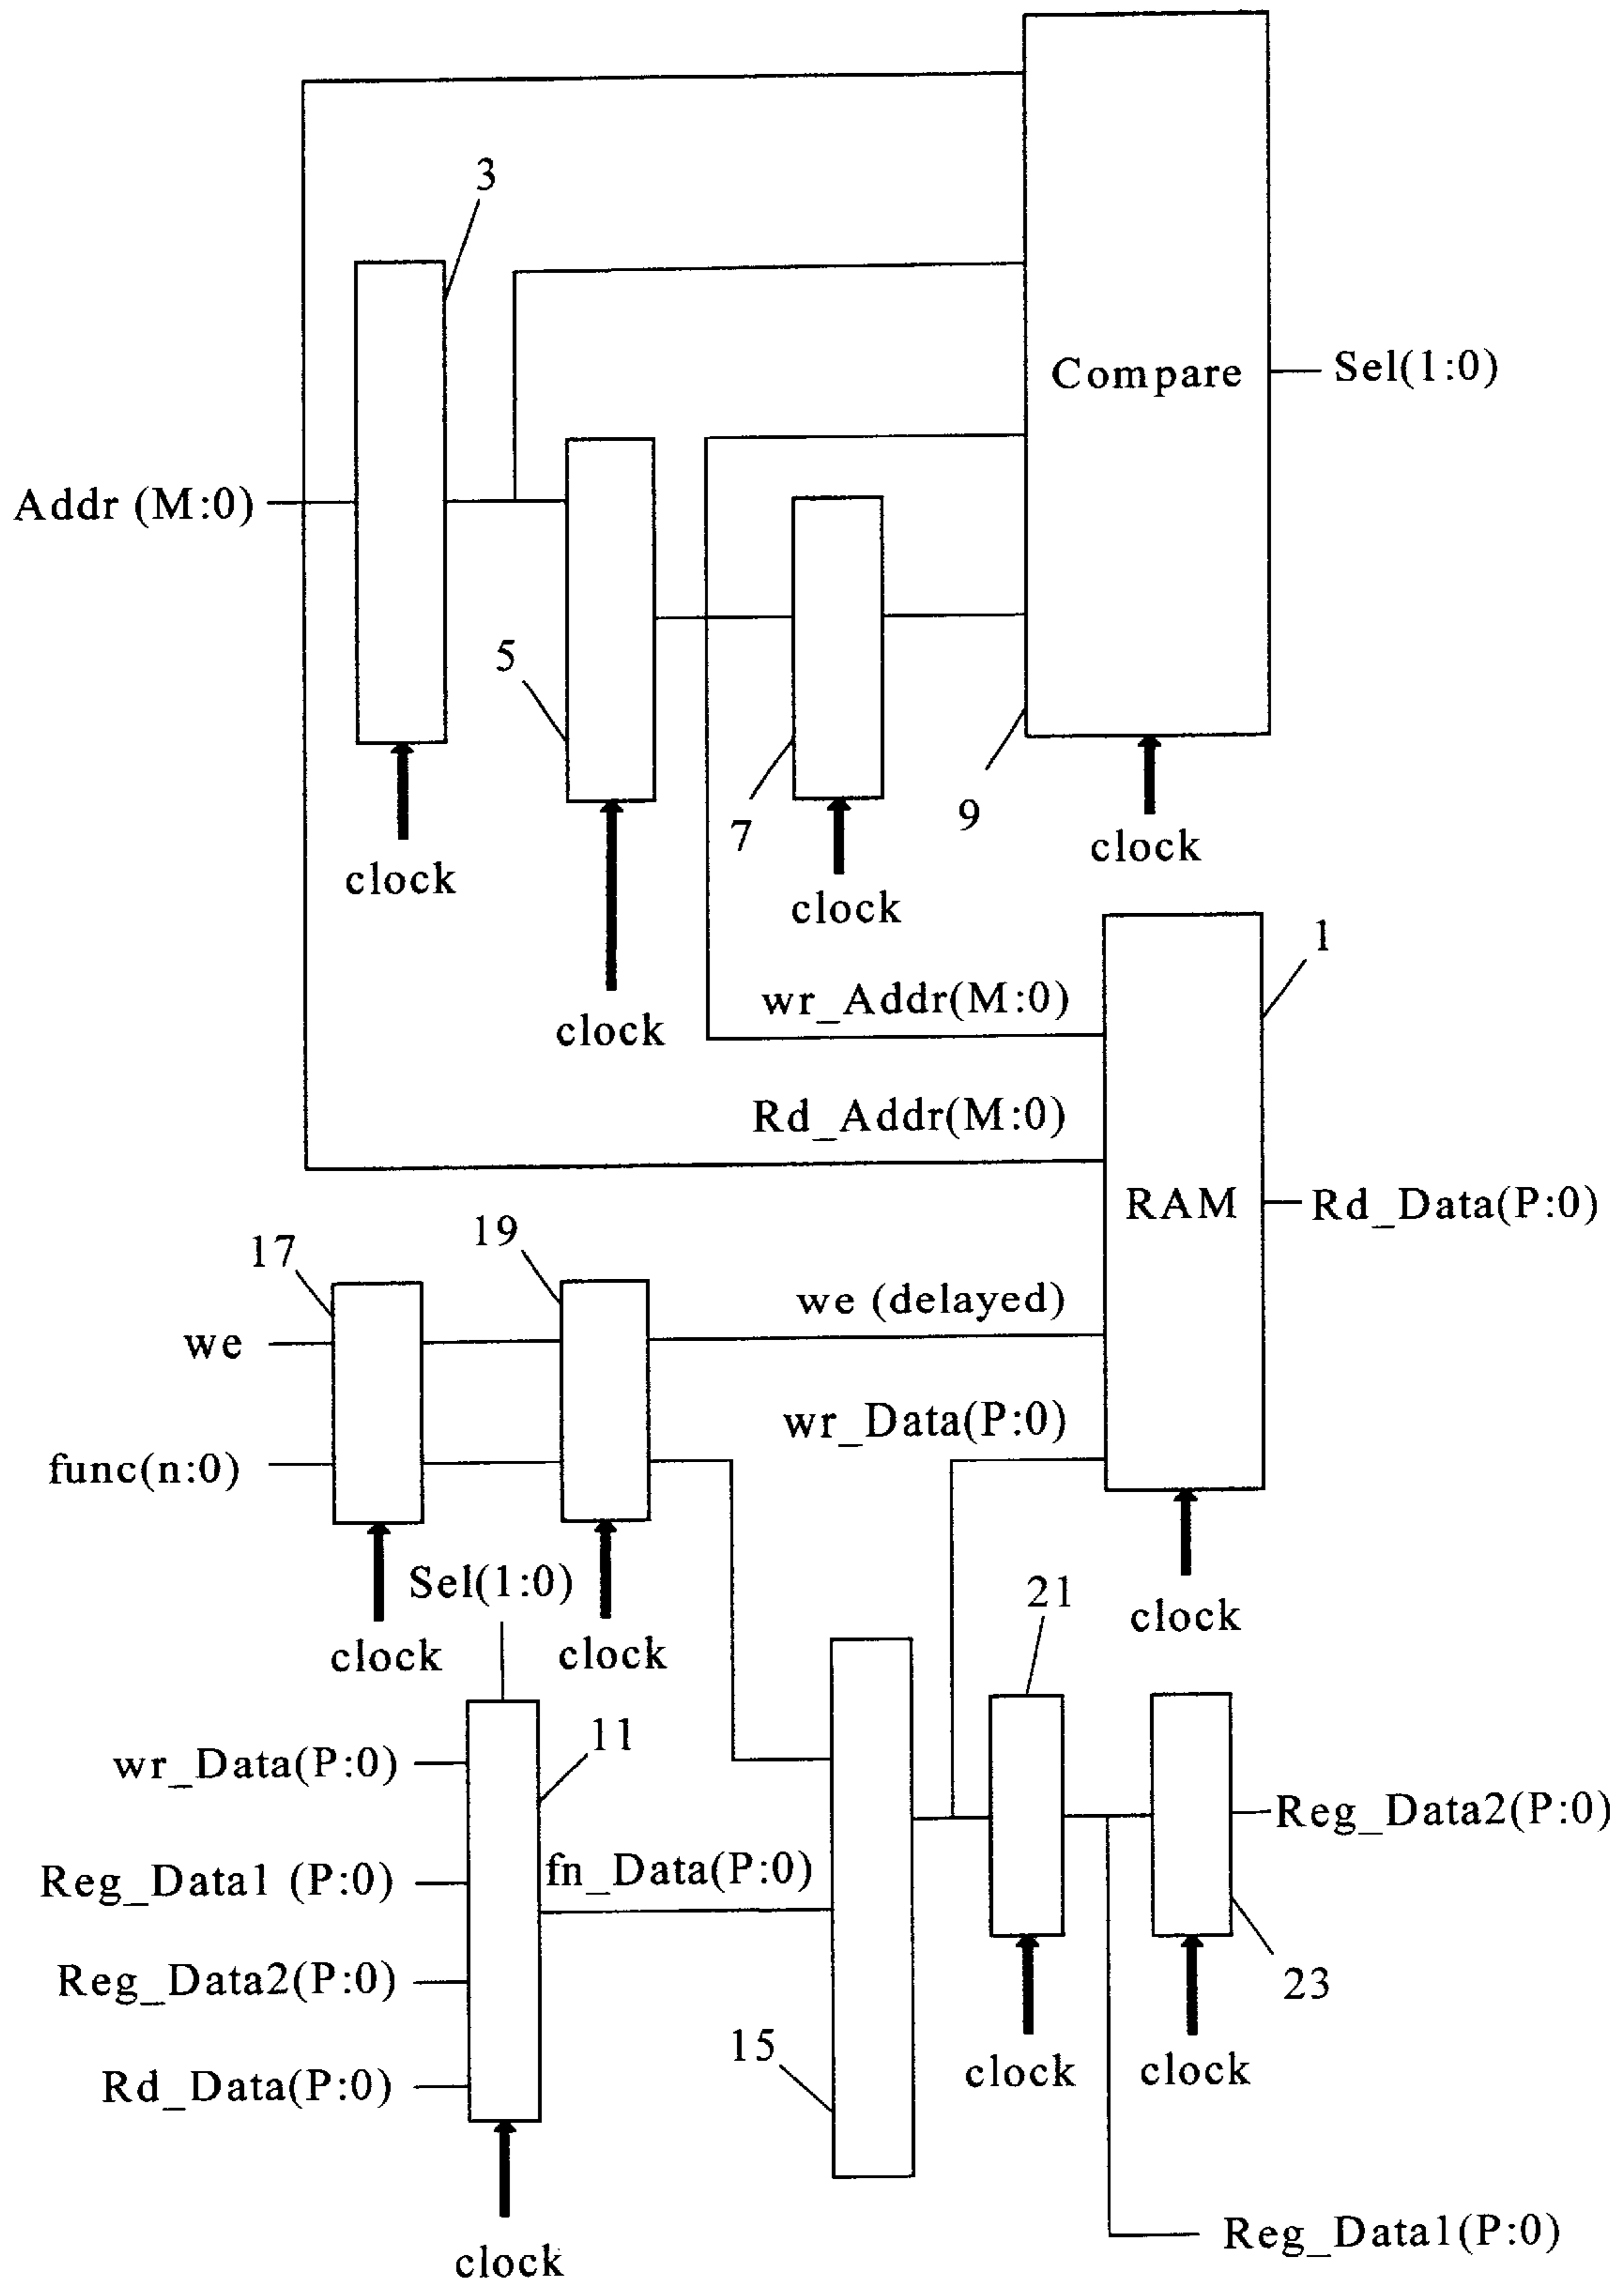 3
Compare
Sel(1:0)
Addr (M:0)
5
7
9
clock
clock
clock
clock
1
wr_Addr(M:0)
Rd_Addr(M:0)
RAM
Rd_Data(P:0)
17
19
we
we (delayed)
wr_Data(P:0)
func(n:0)
Sel(1:0)
clock
clock
21
clock
wr_Data(P:0)
11
Reg_Data1 (P:0)
fn_Data(P:0)
Reg_Data2(P:0)
Reg_Data2(P:0)
23
15
Rd_Data(P:0)
clock
clock
clock
Reg_Data1(P:0)